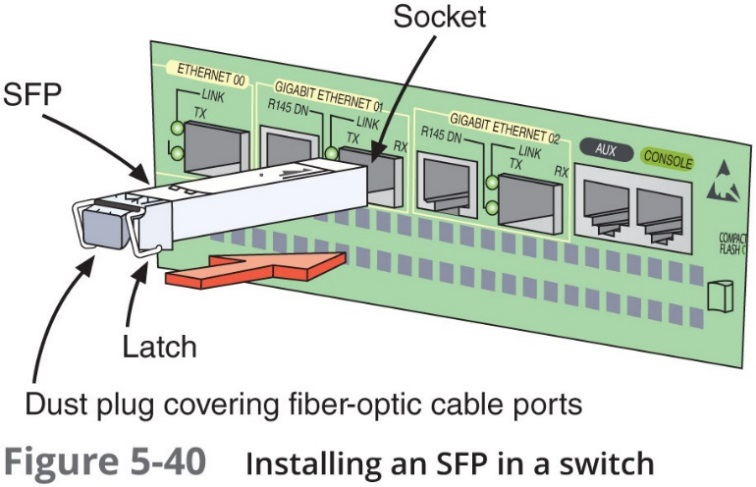 Socket
SFP
ETHERNET 00
LINK
TX
GIGABIT ETHERNET 01
R145 DN
LINK
TX
RX
GIGABIT ETHERNET 02
R145 DN
LINK
TX
RX
AUX
CONSOLE
COMPACT
FLASH
Latch
Dust plug covering fiber-optic cable ports
Figure 5-40 Installing an SFP in a switch